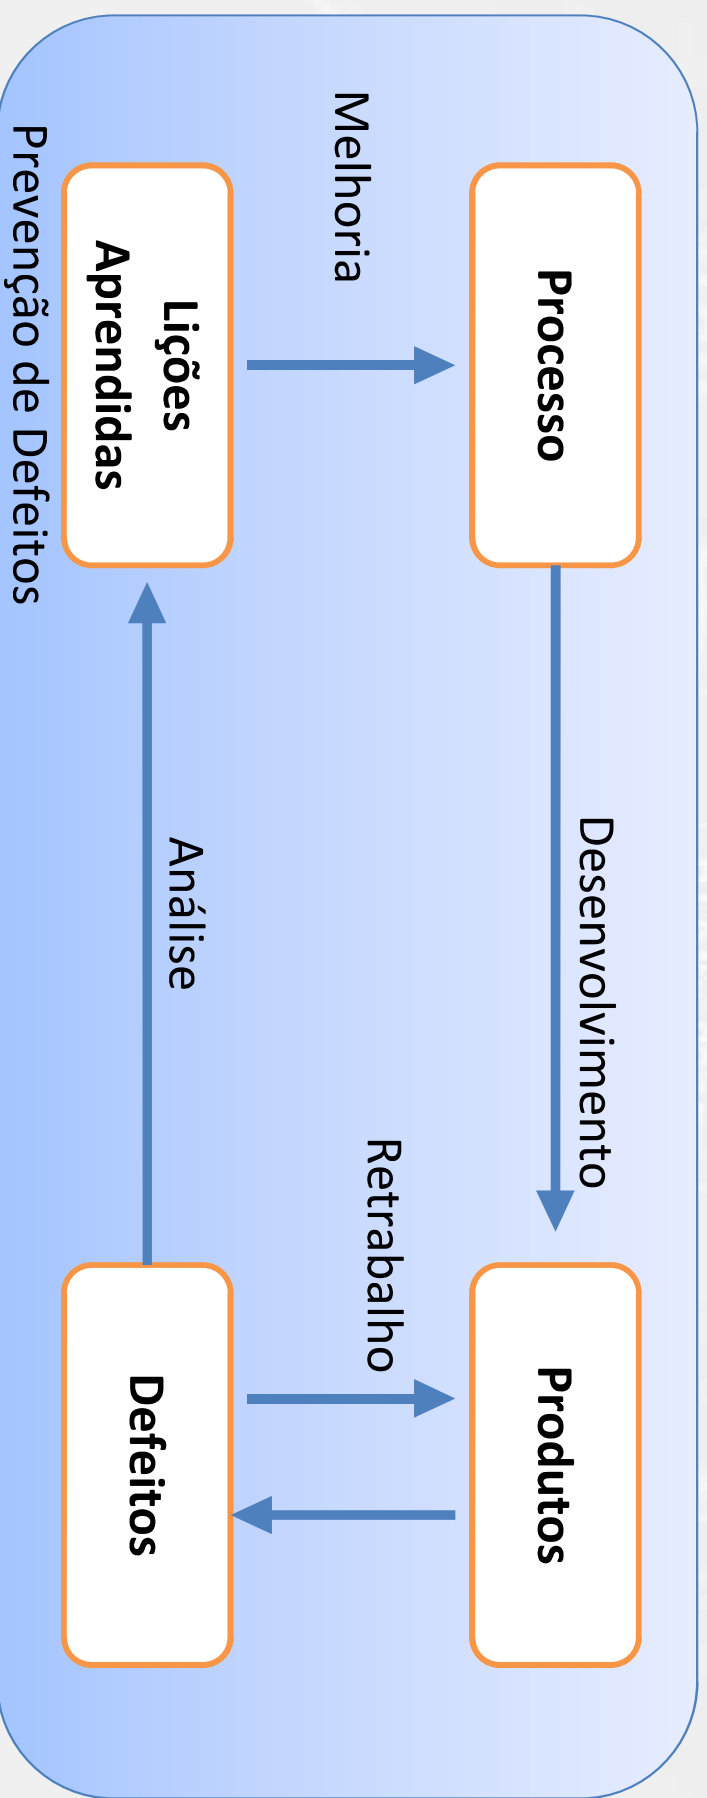 Desenvolvimento
Processo
Produtos
Melhoria
Retrabalho
Análise
Lições
Aprendidas
Defeitos
Prevenção de Defeitos